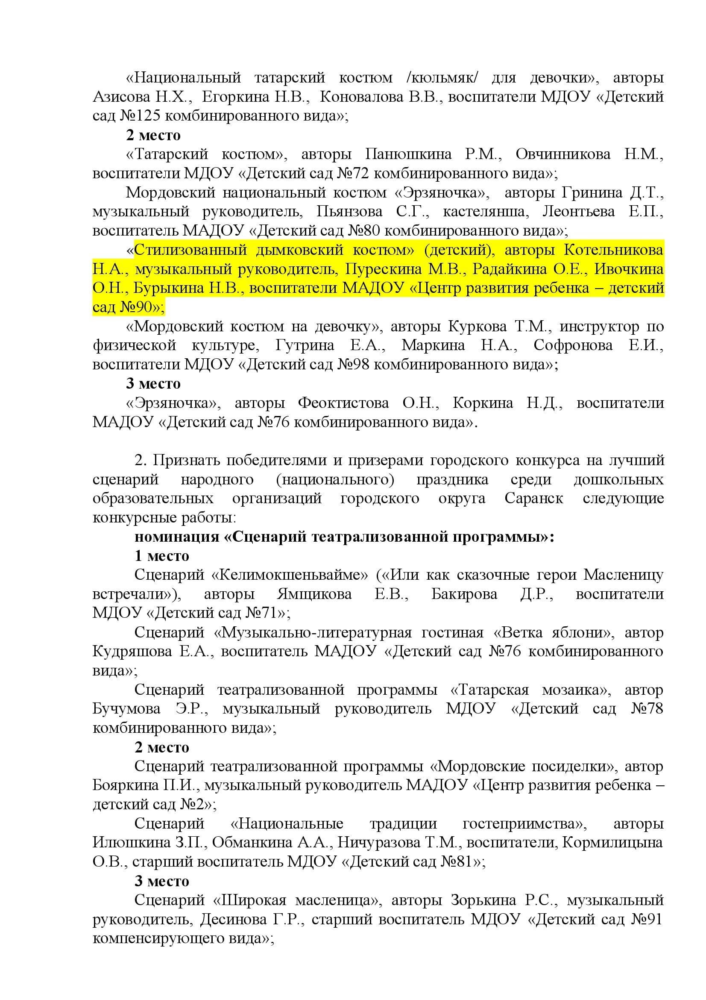 «Национальный татарский костюм /кюльмяк/ для девочки», авторы
Азисова Н.Х., Егоркина Н.В., Коновалова В.В., воспитатели МДОУ «Детский
сад №125 комбинированного вида»;
2 место
«Татарский костюм», авторы Панюшкина Р.М., Овчинникова Н.М.,
воспитатели МДОУ «Детский сад №72 комбинированного вида»;
Мордовский национальный костюм «Эрзяночка», авторы Гринина Д.Т.,
музыкальный руководитель, Пьянзова С.Г., кастелянша, Леонтьева Е.П.,
воспитатель МАДОУ «Детский сад №80 комбинированного вида»;
«Стилизованный дымковский костюм» (детский), авторы Котельникова
Н.А., музыкальный руководитель, Пурескина М.В., Радайкина О.Е., Ивочкина
О.Н., Бурыкина Н.В., воспитатели МАДОУ «Центр развития ребенка – детский
сад №90»;
«Мордовский костюм на девочку», авторы Куркова Т.М., инструктор по
физической культуре, Гутрина Е.А., Маркина Н.А., Софронова Е.И.,
воспитатели МДОУ «Детский сад №98 комбинированного вида»;
3 место
«Эрзяночка», авторы Феоктистова О.Н., Коркина Н.Д., воспитатели
МАДОУ «Детский сад №76 комбинированного вида».
2. Признать победителями и призерами городского конкурса на лучший
сценарий народного (национального) праздника среди дошкольных
образовательных организаций городского округа Саранск следующие
конкурсные работы:
номинация «Сценарий театрализованной программы»:
1 место
Сценарий «Келимокшеньвайме» («Или как сказочные герои Масленицу
встречали»), авторы Ямщикова Е.В., Бакирова Д.Р., воспитатели
МДОУ «Детский сад №71»;
Сценарий «Музыкально-литературная гостиная «Ветка яблони», автор
Кудряшова Е.А., воспитатель МАДОУ «Детский сад №76 комбинированного
вида»;
Сценарий театрализованной программы «Татарская мозаика», автор
Бучумова Э.Р., музыкальный руководитель МДОУ «Детский сад №78
комбинированного вида»;
2 место
Сценарий театрализованной программы «Мордовские посиделки», автор
Бояркина П.И., музыкальный руководитель МАДОУ «Центр развития ребенка –
детский сад №2»;
Сценарий «Национальные традиции гостеприимства», авторы
Илюшкина З.П., Обманкина А.А., Ничуразова Т.М., воспитатели, Кормилицына
О.В., старший воспитатель МДОУ «Детский сад №81»;
3 место
Сценарий «Широкая масленица», авторы Зорькина Р.С., музыкальный
руководитель, Десинова Г.Р., старший воспитатель МДОУ «Детский сад №91
компенсирующего вида»;